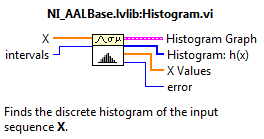 NI_AALBase.lvlib:Histogram.vi
X
intervals
Histogram Graph
Histogram: h(x)
X Values
error
Finds the discrete histogram of the input
sequence X.